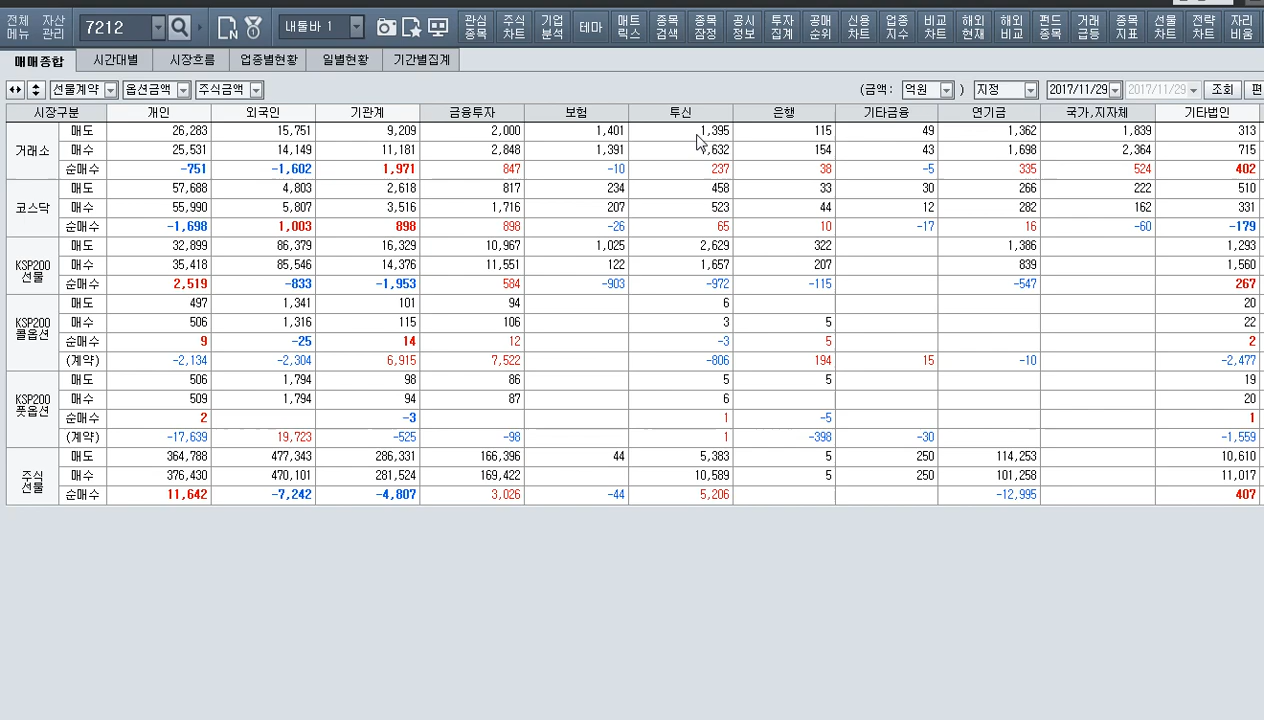 전체 메뉴 자산 관리 7212 내툴바 1 관심 종목 주식 차트 기업 분석 테마 매트 릭스 종목 검색 종목 잠정 공시 정보 투자 집계 공매 순위 신용 차트 업종 지수 비교 차트 해외 현재 해외 비교 펀드 종목 거래 급등 종목 지표 선물 차트 전략 차트 자리 비움
매매종합 시간대별 시장흐름 업종별현황 일별현황 기간별집계
선물계약 옵션금액 주식금액 (금액: 억원 ) 지정 2017/11/29 2017/11/29 조회 편
시장구분 개인 외국인 기관계 금융투자 보험 투신 은행 기타금융 연기금 국가,지자체 기타법인
거래소 매도 26,283 15,751 9,209 2,000 1,401 1,395 115 49 1,362 1,839 313
매수 25,531 14,149 11,181 2,848 1,391 1,632 154 43 1,698 2,364 715
순매수 -751 -1,602 1,971 847 -10 237 38 -5 335 524 402
코스닥 매도 57,688 4,803 2,618 817 234 458 33 30 266 222 510
매수 55,990 5,807 3,516 1,716 207 523 44 12 282 162 331
순매수 -1,698 1,003 898 898 -26 65 10 -17 16 -60 -179
KSP200 선물 매도 32,899 86,379 16,329 10,967 1,025 2,629 322 1,386 1,293
매수 35,418 85,546 14,376 11,551 122 1,657 207 839 1,560
순매수 2,519 -833 -1,953 584 -903 -972 -115 -547 267
KSP200 콜옵션 매도 497 1,341 101 94 6 20
매수 506 1,316 115 106 3 5 22
순매수 9 -25 14 12 -3 5 2
(계약) -2,134 -2,304 6,915 7,522 -806 194 15 -10 -2,477
KSP200 풋옵션 매도 506 1,794 98 86 5 5 19
매수 509 1,794 94 87 6 20
순매수 2 -3 1 -5 1
(계약) -17,639 19,723 -525 -98 1 -398 -30 -1,559
주식 선물 매도 364,788 477,343 286,331 166,396 44 5,383 5 250 114,253 10,610
매수 376,430 470,101 281,524 169,422 10,589 5 250 101,258 11,017
순매수 11,642 -7,242 -4,807 3,026 -44 5,206 -12,995 407